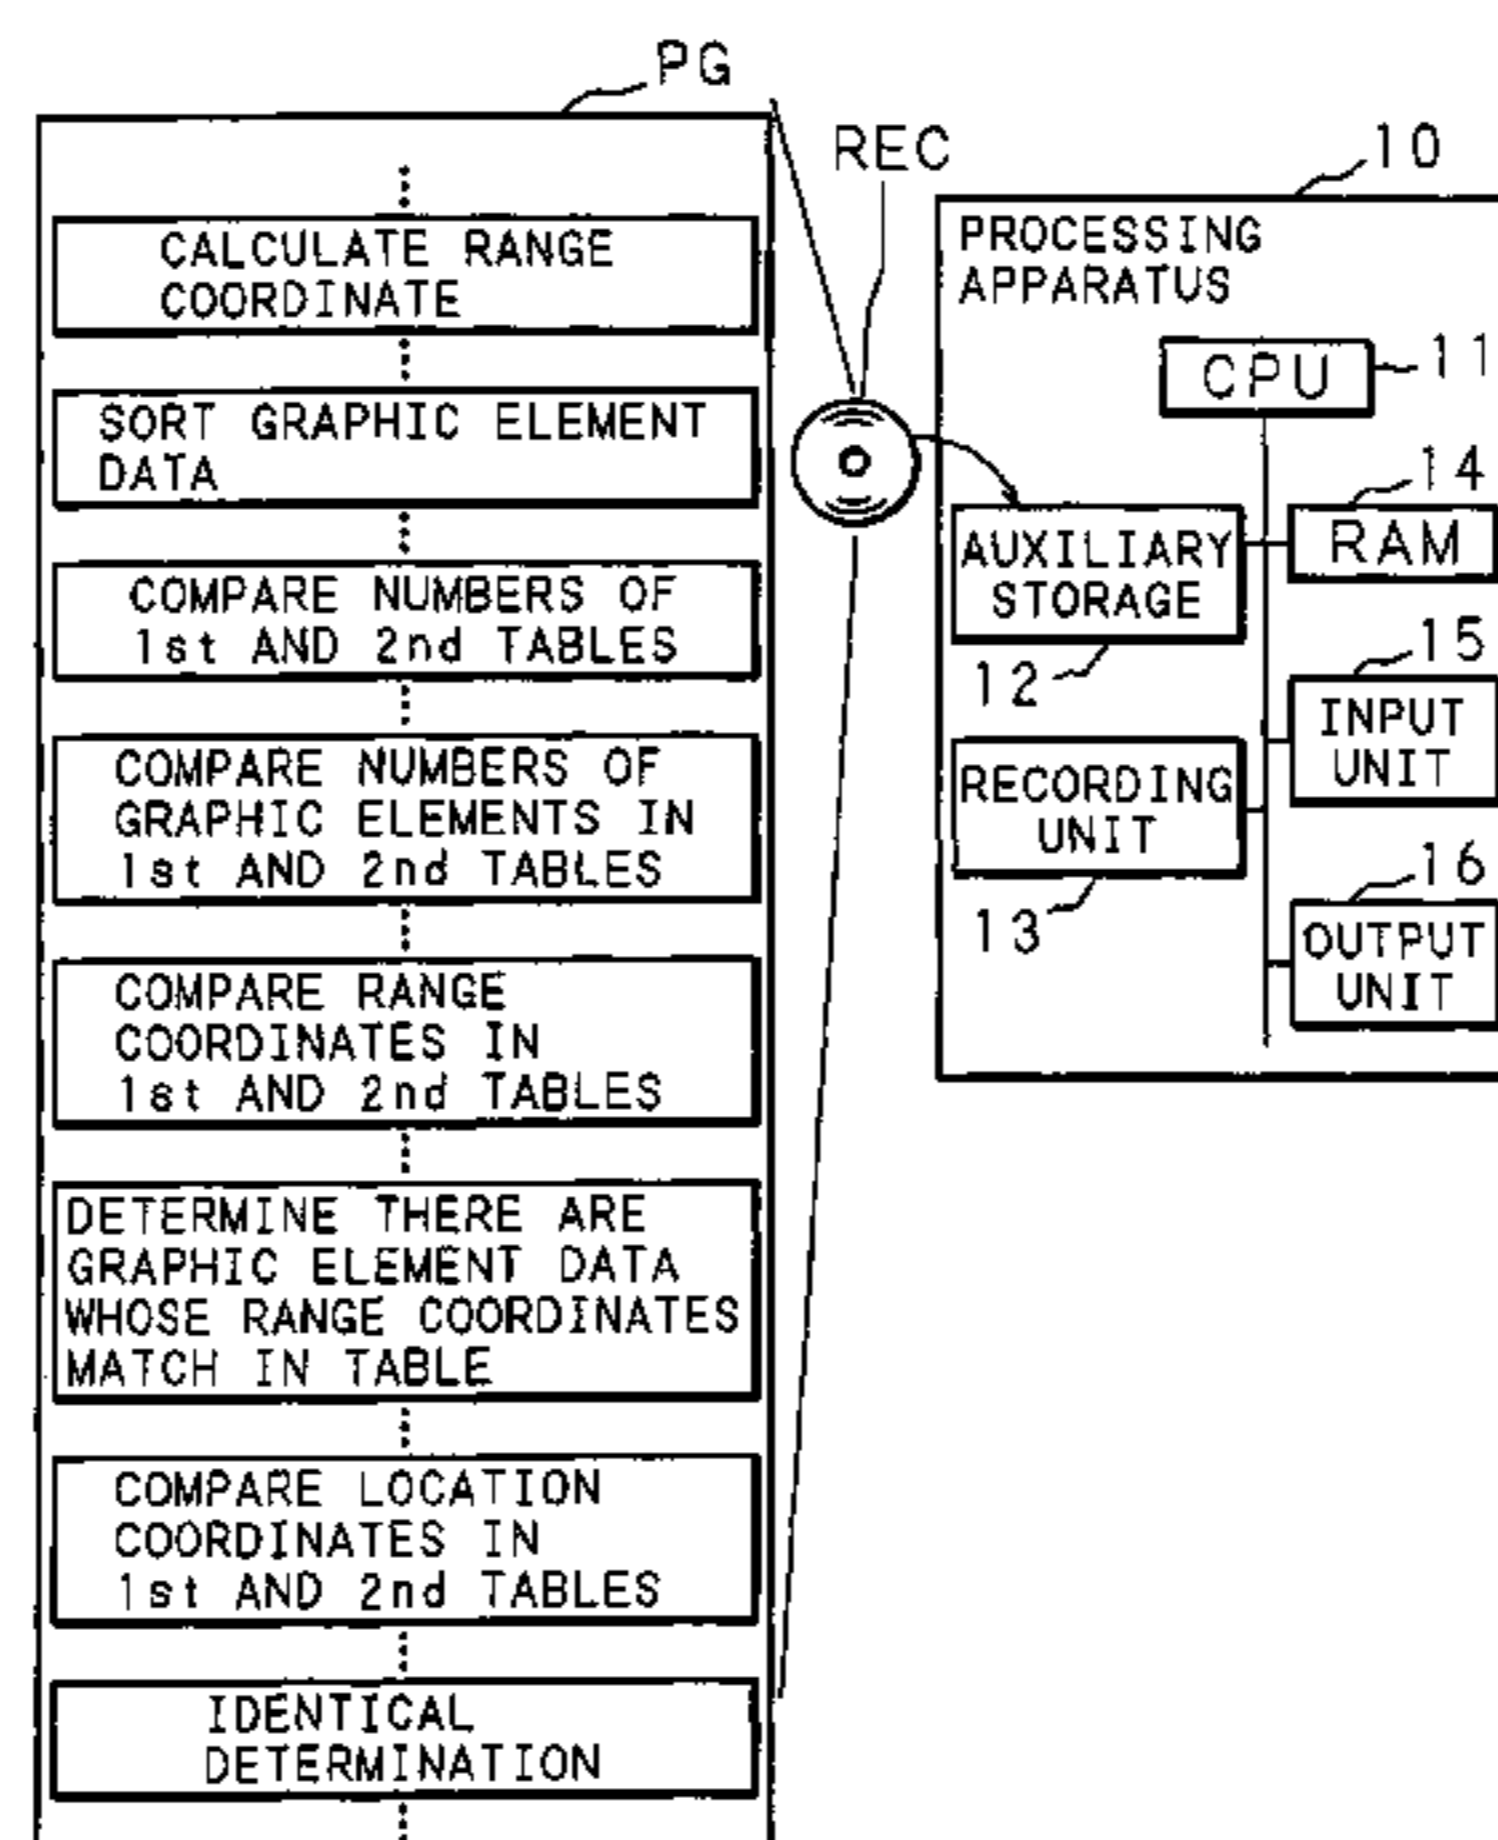 PG
CALCULATE RANGE
COORDINATE
SORT GRAPHIC ELEMENT
DATA
COMPARE NUMBERS OF
1st AND 2nd TABLES
COMPARE NUMBERS OF
GRAPHIC ELEMENTS IN
1st AND 2nd TABLES
COMPARE RANGE
COORDINATES IN
1st AND 2nd TABLES
DETERMINE THERE ARE
GRAPHIC ELEMENT DATA
WHOSE RANGE COORDINATES
MATCH IN TABLE
COMPARE LOCATION
COORDINATES IN
1st AND 2nd TABLES
IDENTICAL
DETERMINATION
REC
10
PROCESSING
APPARATUS
CPU
11
AUXILIARY
STORAGE
12
RECORDING
UNIT
13
14
RAM
15
INPUT
UNIT
16
OUTPUT
UNIT